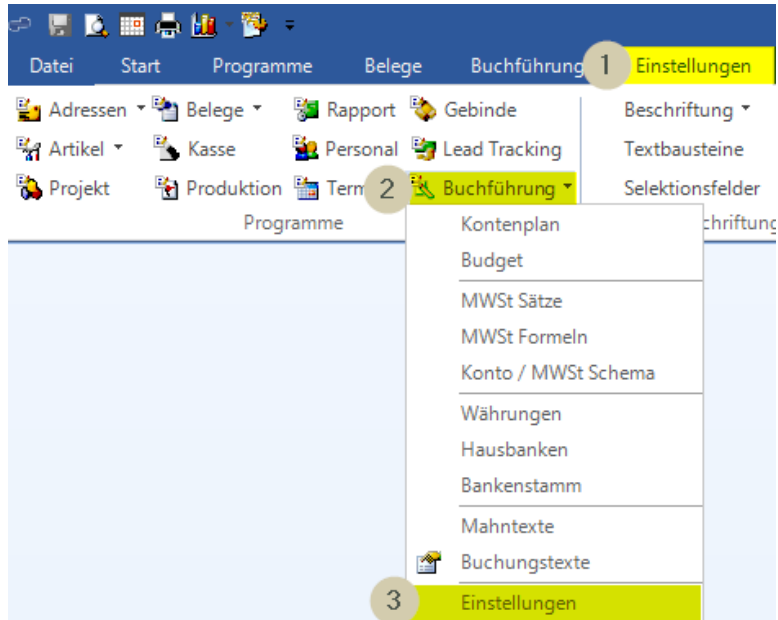 Datei Start Programme Belege Buchführung 1 Einstellungen
Adressen Belege Rapport Gebinde Beschriftung
Artikel Kasse Personal Lead Tracking Textbausteine
Projekt Produktion Term 2 Buchführung Selektionsfelder
Programme chriftung
Kontenplan
Budget
MWSt Sätze
MWSt Formeln
Konto / MWSt Schema
Währungen
Hausbanken
Bankenstamm
Mahntexte
Buchungstexte
3 Einstellungen